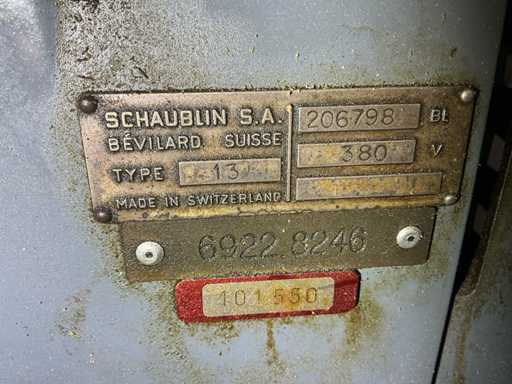 SCHAUBLIN S.A. 206798 BL
BÉVILARD SUISSE 380 V
TYPE 13
MADE IN SWITZERLAND
6922 8246
101550